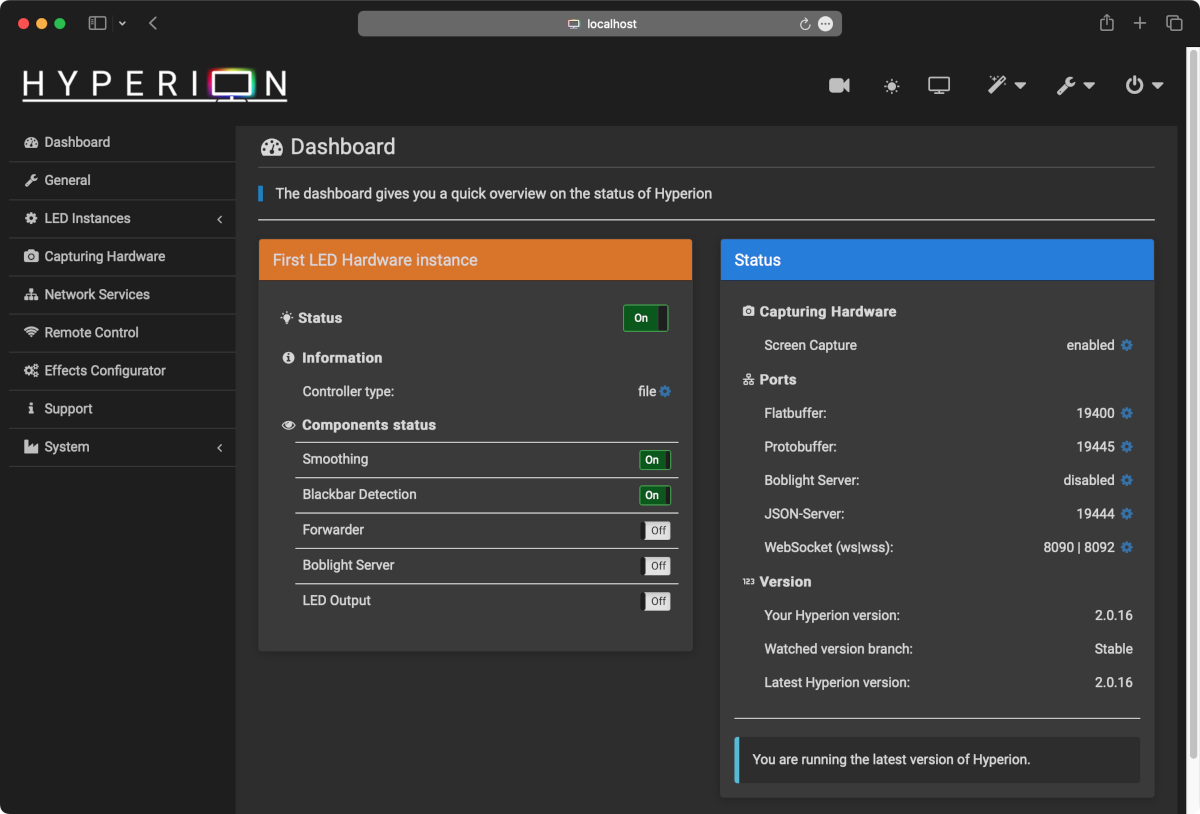 localhost
HYPERION
Dashboard
General
LED Instances
Capturing Hardware
Network Services
Remote Control
Effects Configurator
Support
System
Dashboard
The dashboard gives you a quick overview on the status of Hyperion
First LED Hardware instance
Status On
Information
Controller type: file
Components status
Smoothing On
Blackbar Detection On
Forwarder Off
Boblight Server Off
LED Output Off
Status
Capturing Hardware
Screen Capture enabled
Ports
Flatbuffer: 19400
Protobuffer: 19445
Boblight Server: disabled
JSON-Server: 19444
WebSocket (ws|wss): 8090 | 8092
123 Version
Your Hyperion version: 2.0.16
Watched version branch: Stable
Latest Hyperion version: 2.0.16
You are running the latest version of Hyperion.